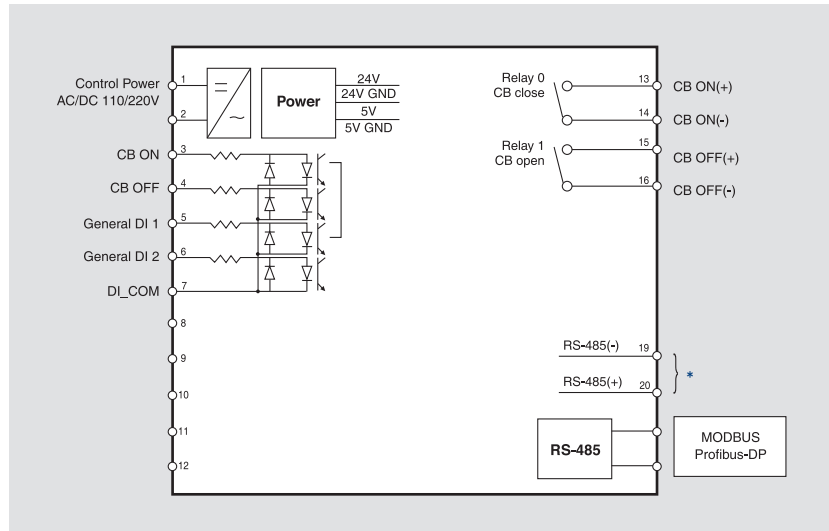 Control Power
AC/DC 110/220V
1
2
Power
24V
24V GND
5V
5V GND
CB ON
3
CB OFF
4
General DI 1
5
General DI 2
6
DI_COM
7
8
9
10
11
12
Relay 0
CB close
13
CB ON(+)
14
CB ON(-)
Relay 1
CB open
15
CB OFF(+)
16
CB OFF(-)
RS-485(-)
19
RS-485(+)
20
*
RS-485
MODBUS
Profibus-DP